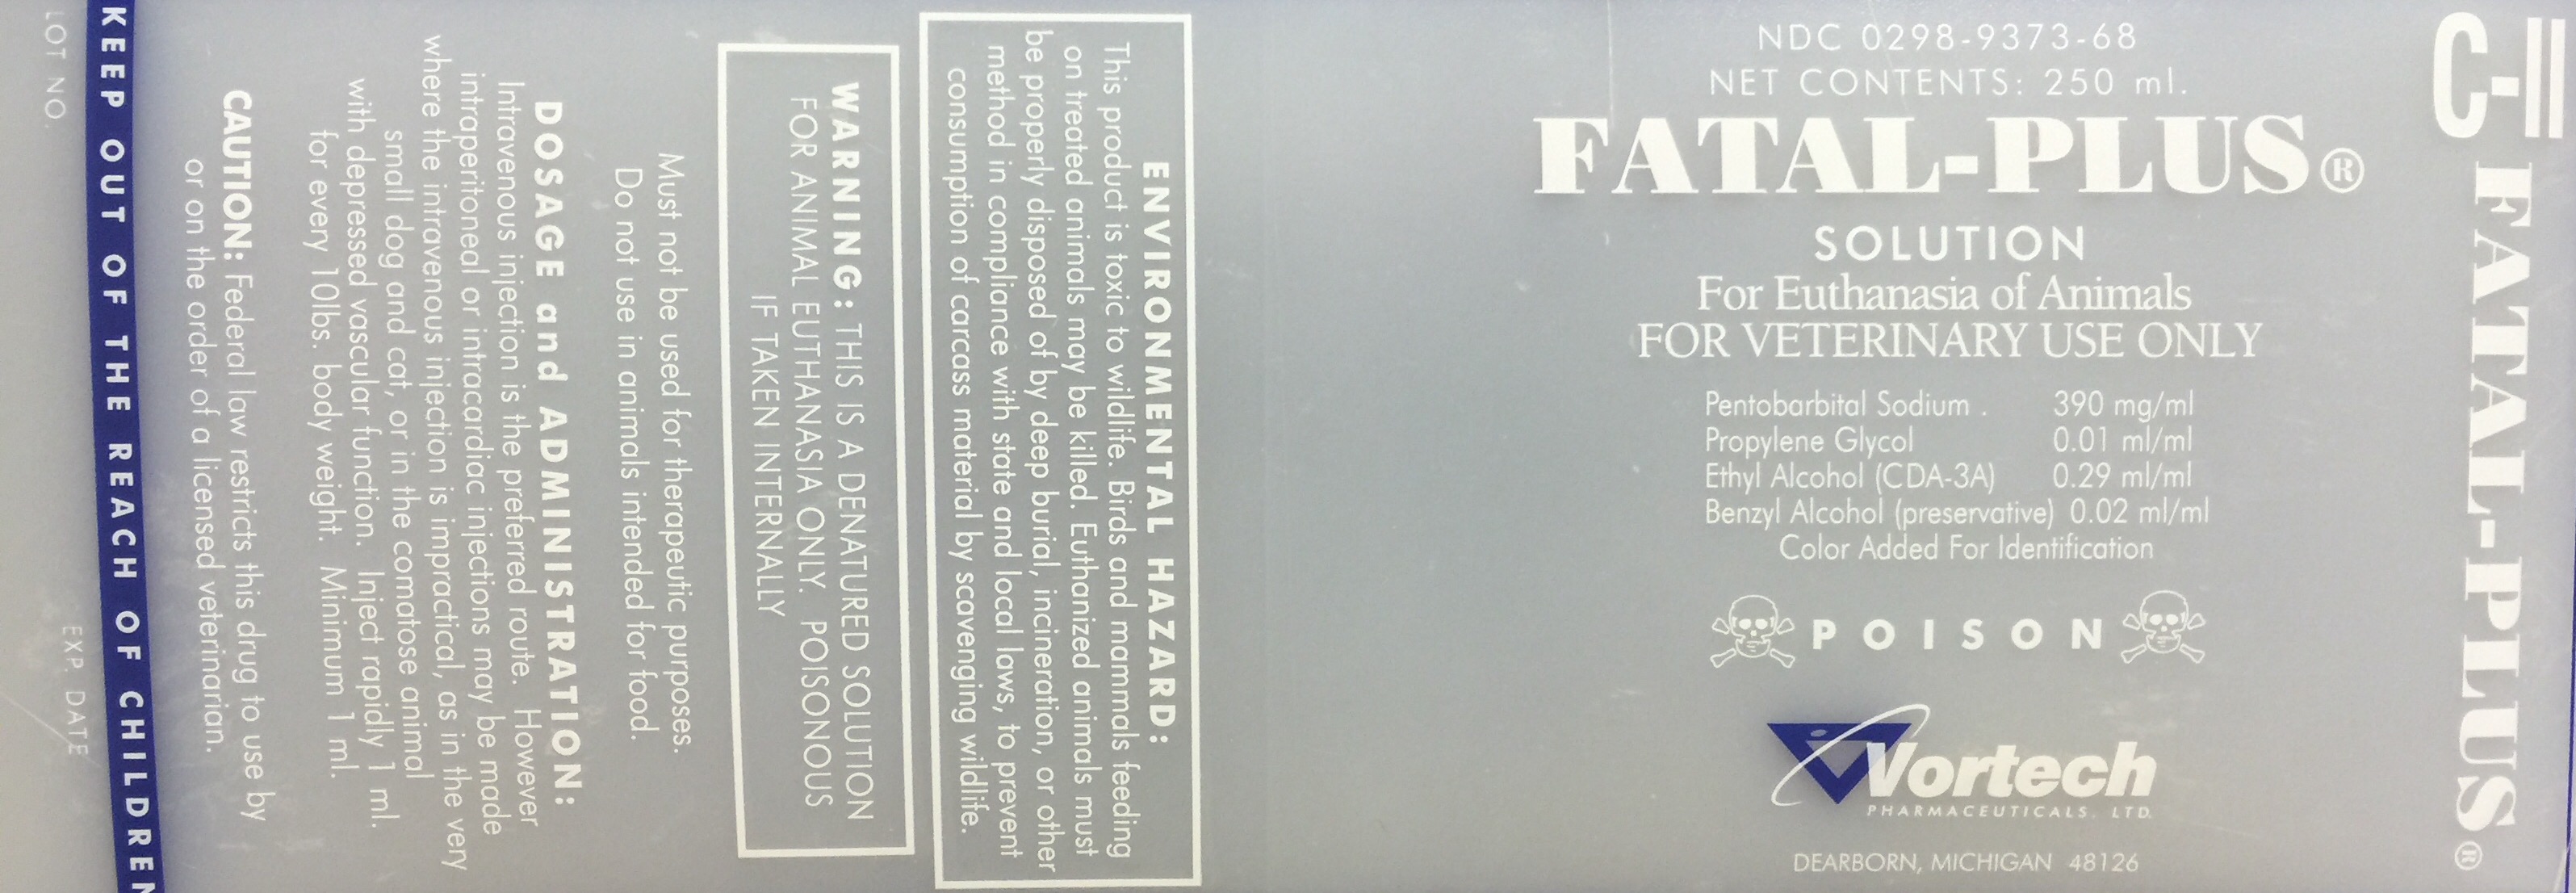 NDC 0298-9373-68
NET CONTENTS: 250 ml.
FATAL-PLUS®
SOLUTION
For Euthanasia of Animals
FOR VETERINARY USE ONLY
Pentobarbital Sodium . 390 mg/ml
Propylene Glycol 0.01 ml/ml
Ethyl Alcohol (CDA-3A) 0.29 ml/ml
Benzyl Alcohol (preservative) 0.02 ml/ml
Color Added For Identification
POISON
Vortech
PHARMACEUTICALS, LTD.
DEARBORN, MICHIGAN 48126
C-II
FATAL-PLUS®
ENVIRONMENTAL HAZARD:
This product is toxic to wildlife. Birds and mammals feeding
on treated animals may be killed. Euthanized animals must
be properly disposed of by deep burial, incineration, or other
method in compliance with state and local laws, to prevent
consumption of carcass material by scavenging wildlife.
WARNING: THIS IS A DENATURED SOLUTION
FOR ANIMAL EUTHANASIA ONLY. POISONOUS
IF TAKEN INTERNALLY
Must not be used for therapeutic purposes.
Do not use in animals intended for food.
DOSAGE and ADMINISTRATION:
Intravenous injection is the preferred route. However
intraperitoneal or intracardiac injections may be made
where the intravenous injection is impractical, as in the very
small dog and cat, or in the comatose animal
with depressed vascular function. Inject rapidly 1 ml.
for every 10lbs. body weight. Minimum 1 ml.
CAUTION: Federal law restricts this drug to use by
or on the order of a licensed veterinarian.
KEEP OUT OF THE REACH OF CHILDREN
LOT NO. EXP. DATE